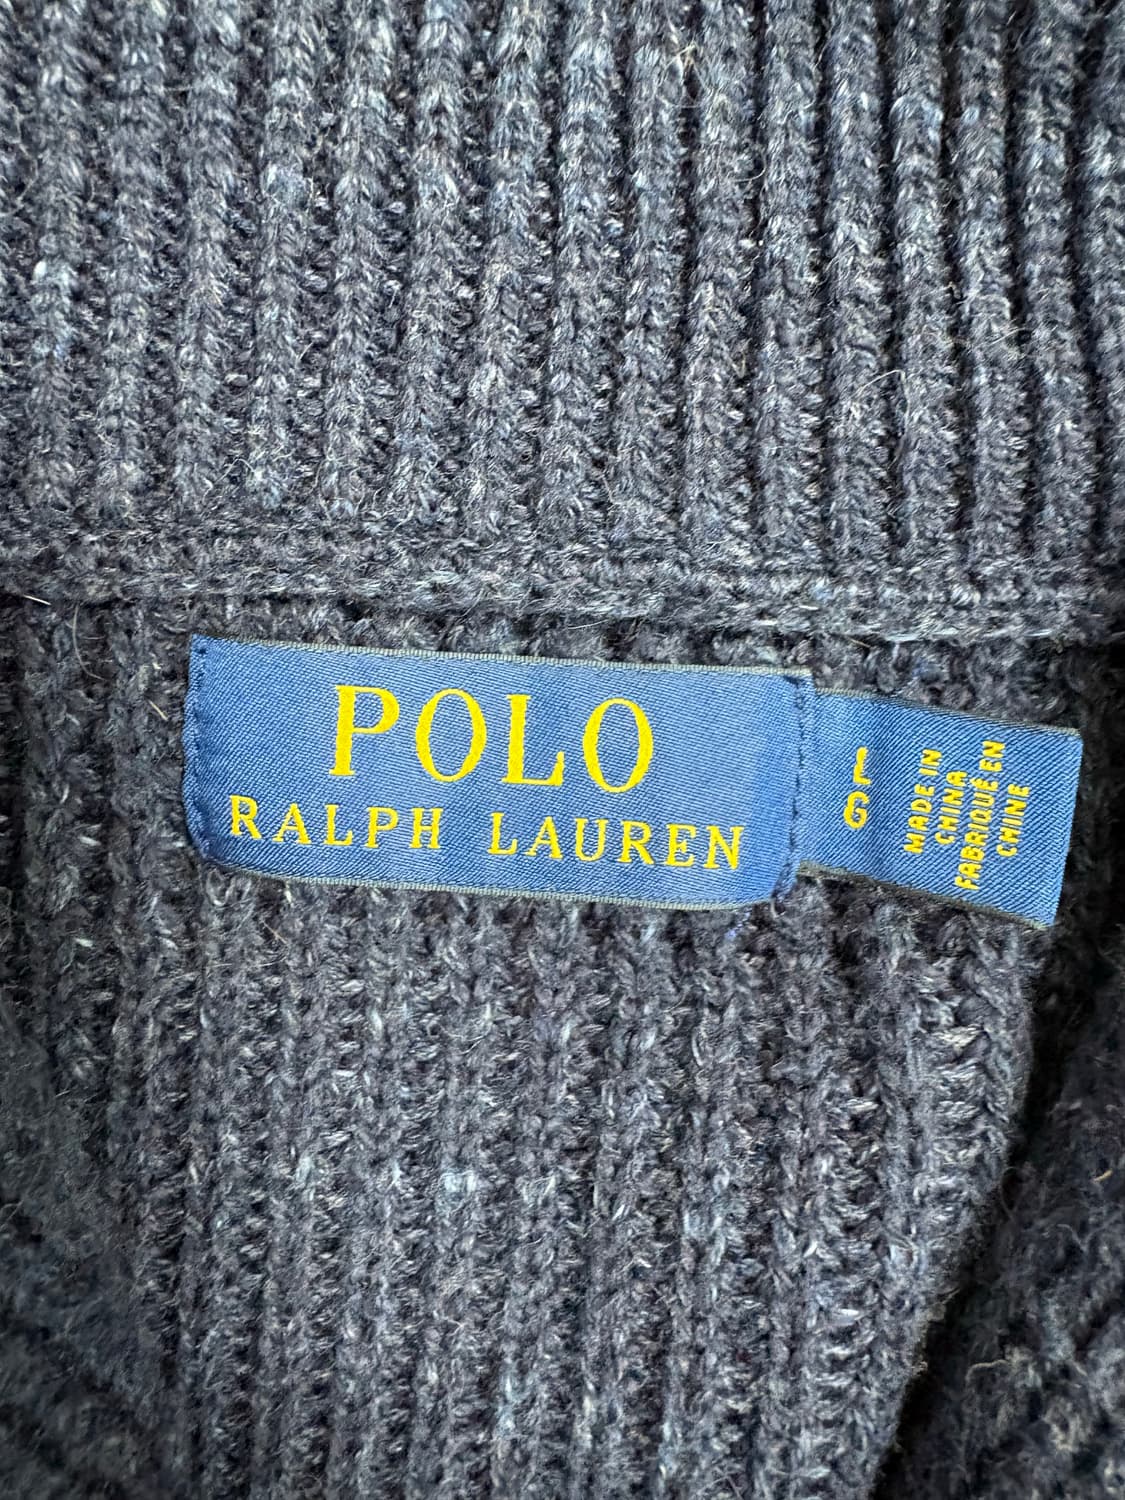 POLO
RALPH LAUREN
L
G
MADE IN
CHINA
FABRIQUÉ EN
CHINE